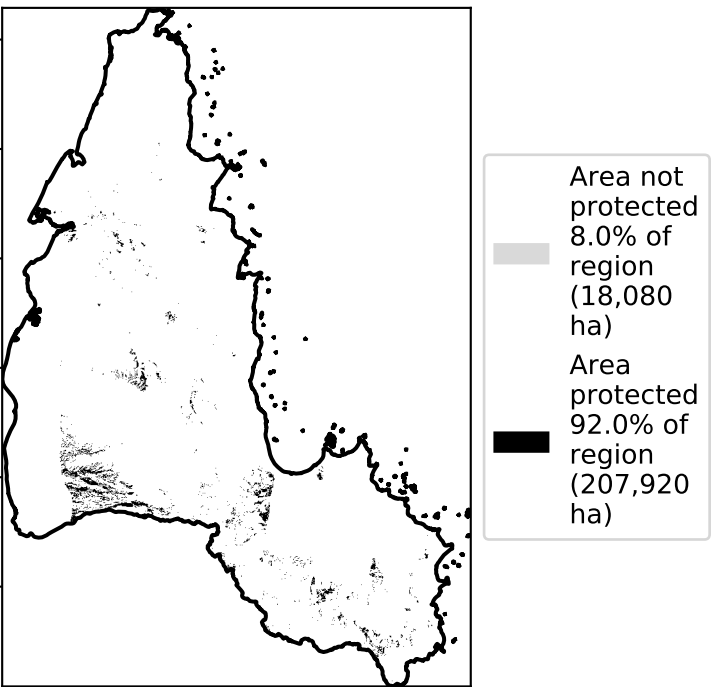 Area not
protected
8.0% of
region
(18,080
ha)
Area
protected
92.0% of
region
(207,920
ha)